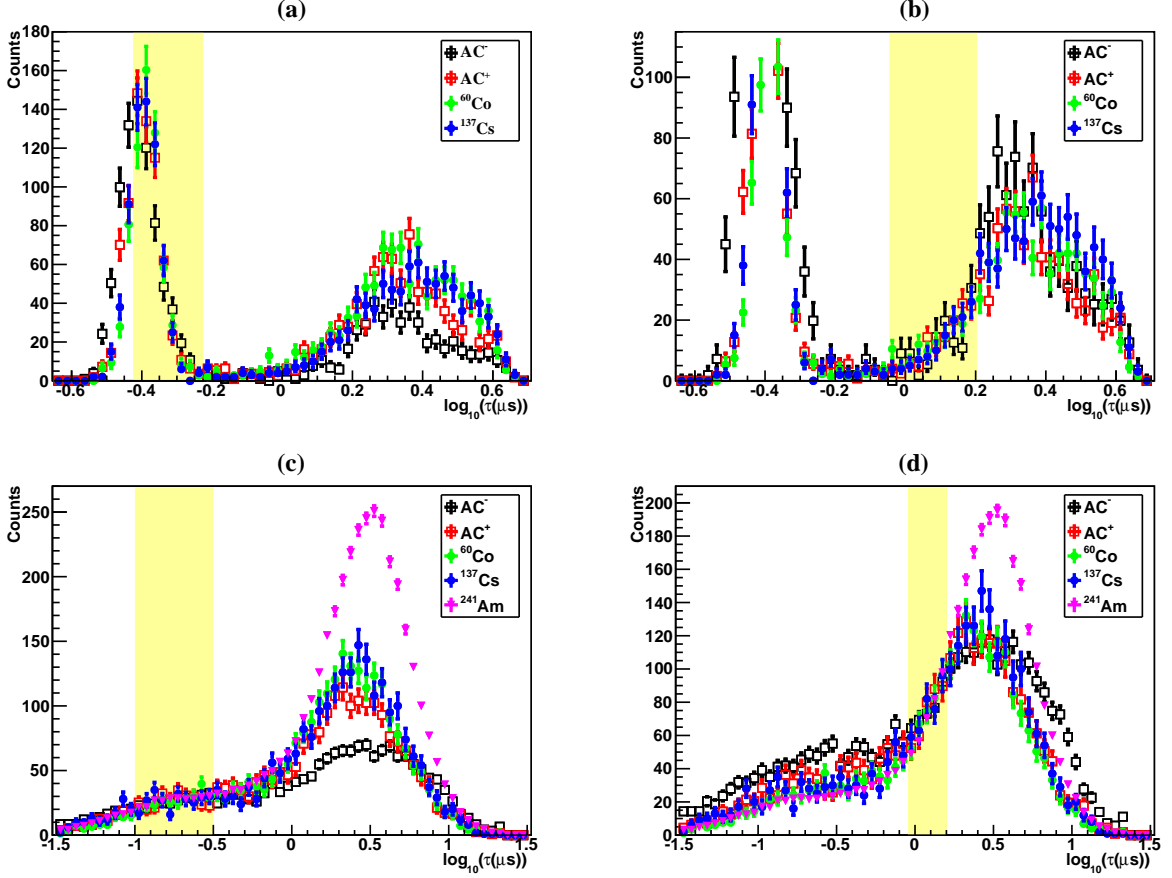 (a)
Counts
180
160
140
120
100
80
60
40
20
0
-0.6 -0.4 -0.2 0 0.2 0.4 0.6
log₁₀(τ(μs))
AC⁻
AC⁺
⁶⁰Co
¹³⁷Cs
(b)
Counts
100
80
60
40
20
0
-0.6 -0.4 -0.2 0 0.2 0.4 0.6
log₁₀(τ(μs))
AC⁻
AC⁺
⁶⁰Co
¹³⁷Cs
(c)
Counts
250
200
150
100
50
0
-1.5 -1 -0.5 0 0.5 1 1.5
log₁₀(τ(μs))
AC⁻
AC⁺
⁶⁰Co
¹³⁷Cs
²⁴¹Am
(d)
Counts
200
180
160
140
120
100
80
60
40
20
0
-1.5 -1 -0.5 0 0.5 1 1.5
log₁₀(τ(μs))
AC⁻
AC⁺
⁶⁰Co
¹³⁷Cs
²⁴¹Am